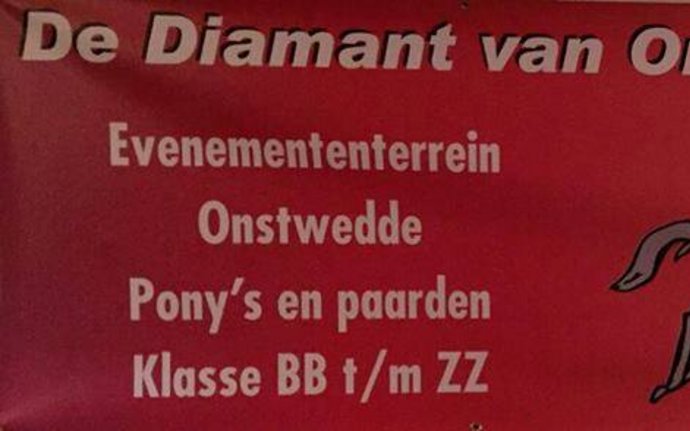 De Diamant van
Evenemententerrein
Onstwedde
Pony's en paarden
Klasse BB t/m ZZ